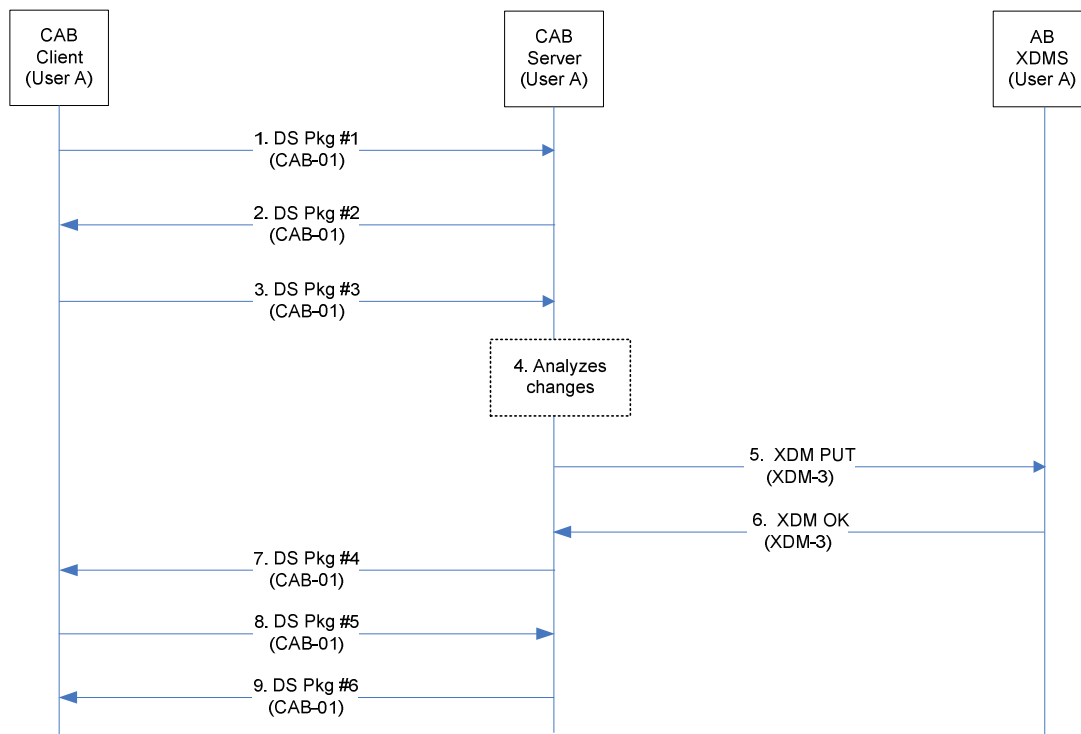 CAB
Client
(User A)
CAB
Server
(User A)
AB
XDMS
(User A)
1. DS Pkg #1
(CAB-01)
2. DS Pkg #2
(CAB-01)
3. DS Pkg #3
(CAB-01)
4. Analyzes
changes
5. XDM PUT
(XDM-3)
6. XDM OK
(XDM-3)
7. DS Pkg #4
(CAB-01)
8. DS Pkg #5
(CAB-01)
9. DS Pkg #6
(CAB-01)